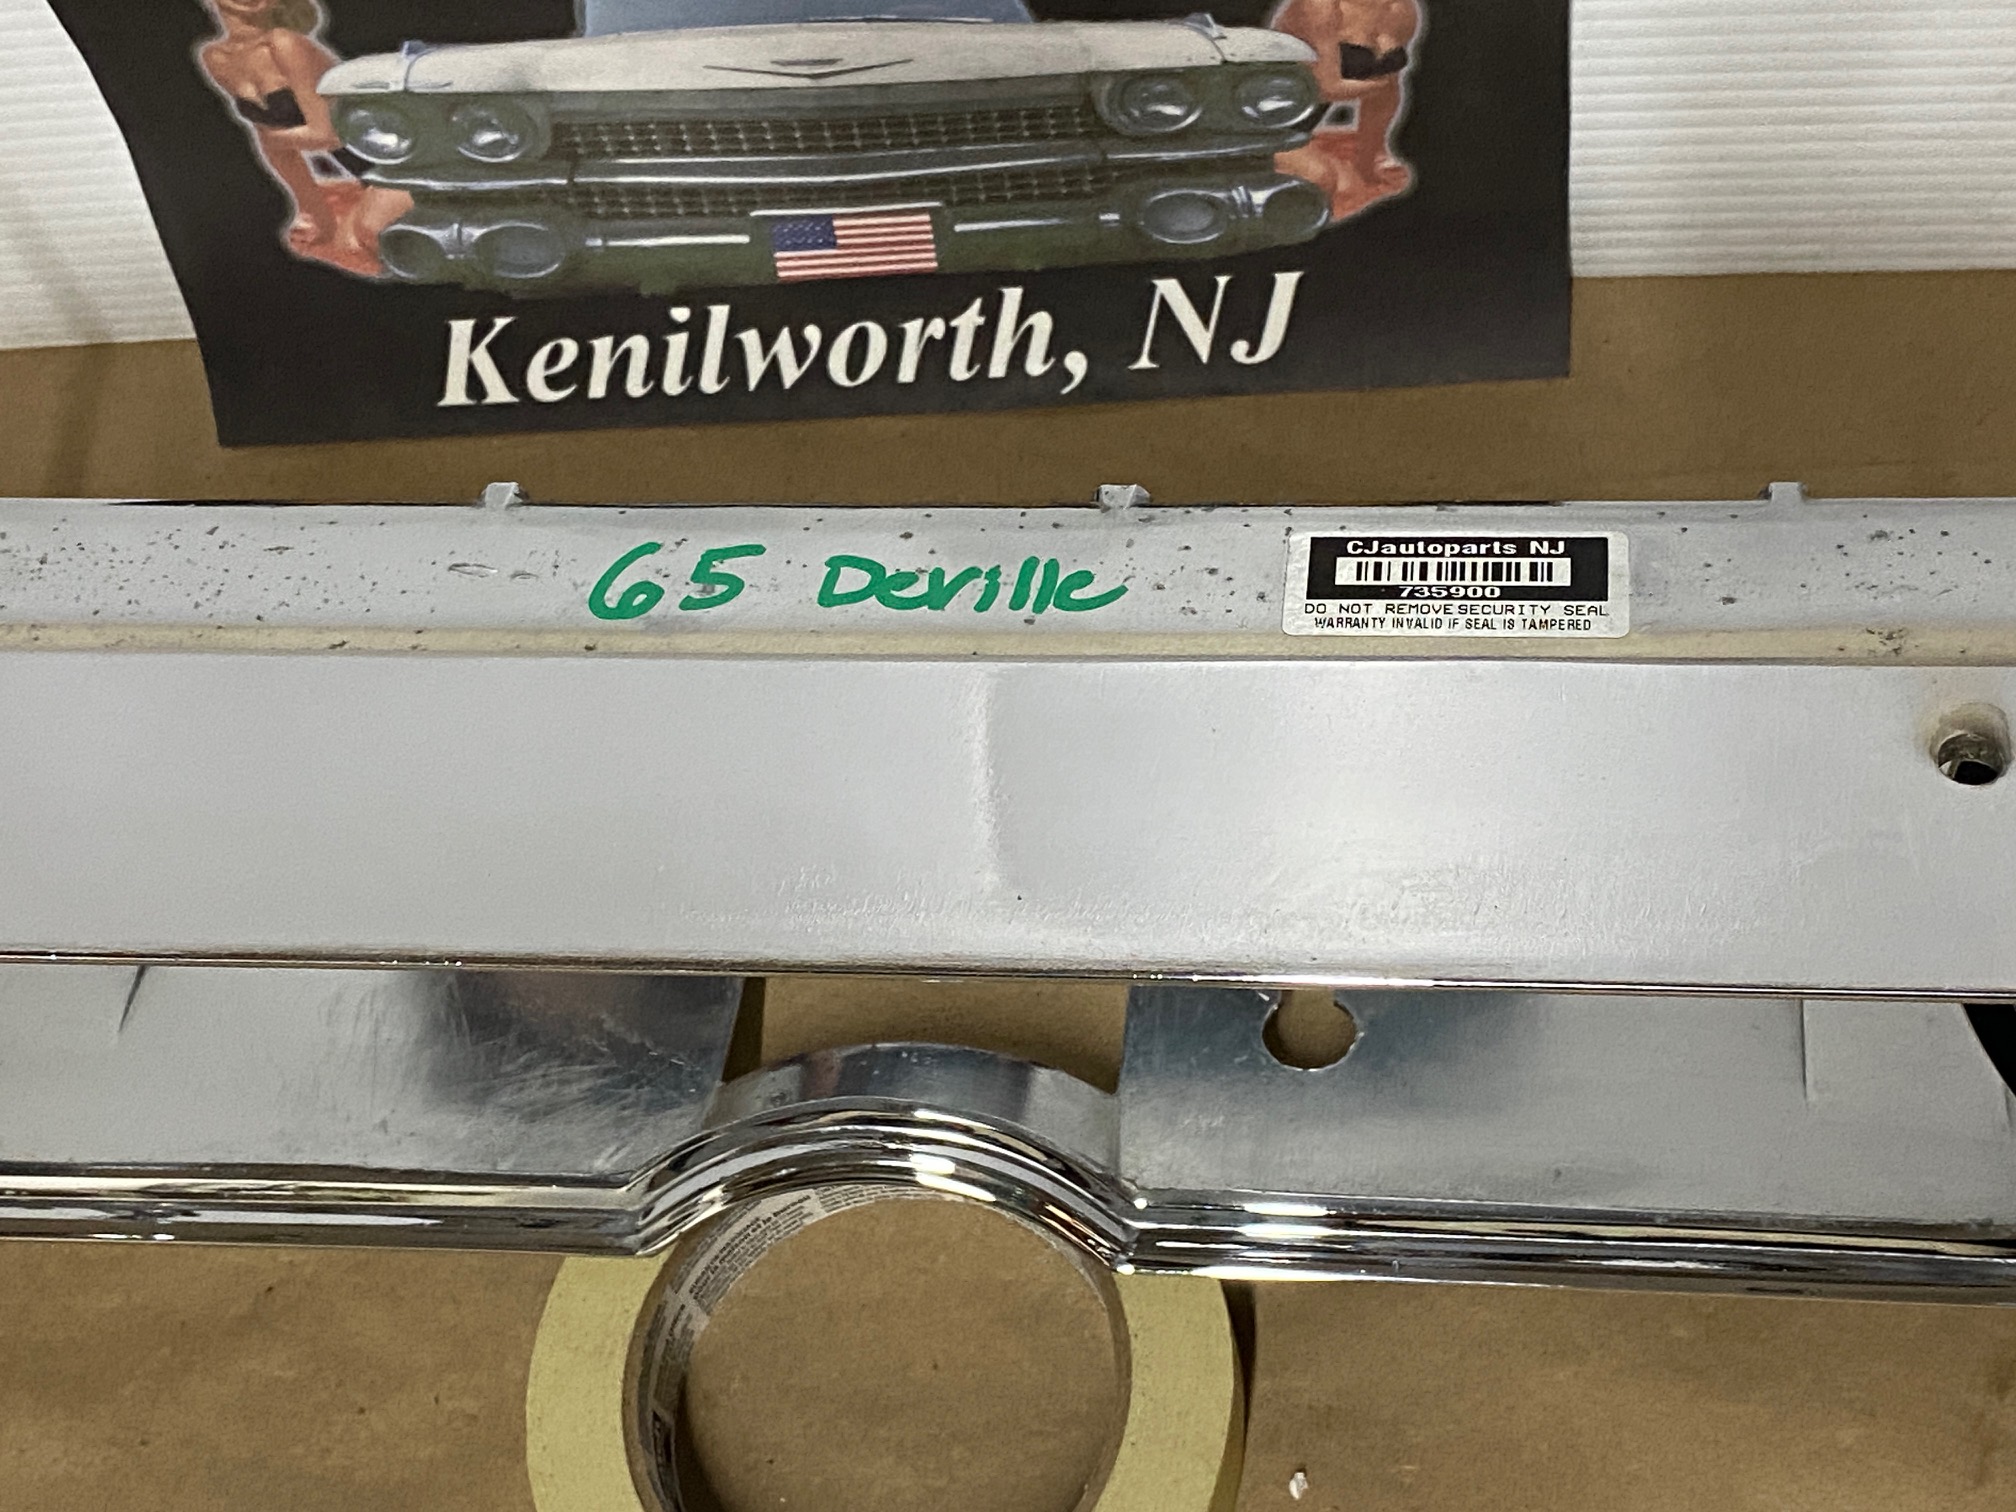 Kenilworth, NJ
65 Deville
CJautoparts NJ
735900
DO NOT REMOVE SECURITY SEAL
WARRANTY INVALID IF SEAL IS TAMPERED